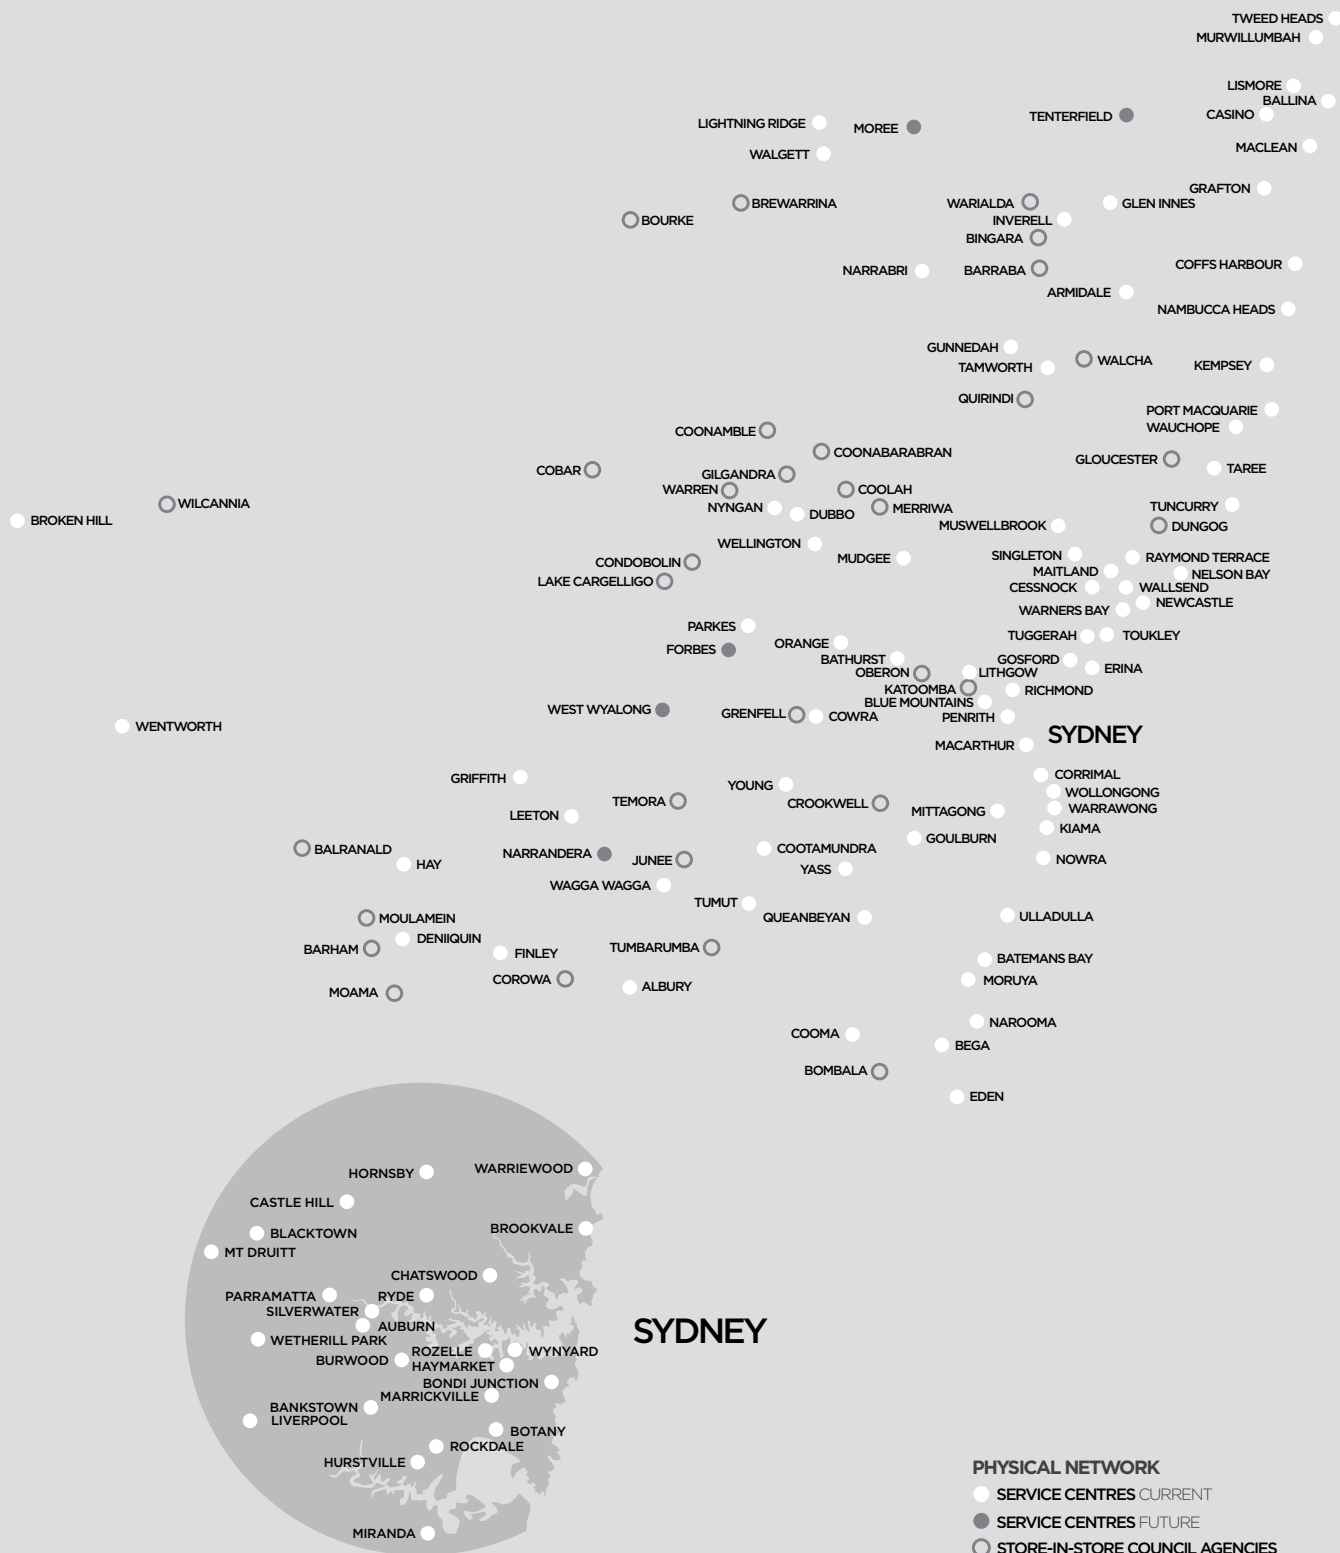 TWEED HEADS
MURWILLUMBAH
LISMORE
BALLINA
CASINO
TENTERFIELD
LIGHTNING RIDGE
MOREE
MACLEAN
WALGETT
GRAFTON
BREWARRINA
WARIALDA
GLEN INNES
BOURKE
INVERELL
BINGARA
COFFS HARBOUR
NARRABRI
BARRABA
ARMIDALE
NAMBUCCA HEADS
GUNNEDAH
WALCHA
KEMPSEY
TAMWORTH
QUIRINDI
PORT MACQUARIE
WAUCHOPE
COONAMBLE
COONABARABRAN
GLOUCESTER
TAREE
COBAR
GILGANDRA
WARREN
COOLAH
WILCANNIA
NYNGAN
DUBBO
MERRIWA
TUNCURRY
BROKEN HILL
MUSWELLBROOK
DUNGOG
WELLINGTON
MUDGEE
SINGLETON
RAYMOND TERRACE
CONDOBOLIN
MAITLAND
NELSON BAY
LAKE CARGELLIGO
CESSNOCK
WALLSEND
NEWCASTLE
WARNERS BAY
PARKES
TUGGERAH
TOUKLEY
ORANGE
FORBES
BATHURST
GOSFORD
ERINA
OBERON
LITHGOW
KATOOMBA
RICHMOND
BLUE MOUNTAINS
WEST WYALONG
GRENFELL
COWRA
PENRITH
WENTWORTH
SYDNEY
MACARTHUR
CORRIMAL
GRIFFITH
YOUNG
WOLLONGONG
TEMORA
CROOKWELL
WARRAWONG
LEETON
MITTAGONG
KIAMA
GOULBURN
BALRANALD
NARRANDERA
COOTAMUNDRA
JUNEE
NOWRA
HAY
YASS
WAGGA WAGGA
TUMUT
QUEANBEYAN
ULLADULLA
MOULAMEIN
DENIIQUIN
BARHAM
TUMBARUMBA
FINLEY
BATEMANS BAY
COROWA
MORUYA
ALBURY
MOAMA
NAROOMA
COOMA
BEGA
BOMBALA
EDEN
WARRIEWOOD
HORNSBY
CASTLE HILL
BROOKVALE
BLACKTOWN
MT DRUITT
CHATSWOOD
PARRAMATTA
RYDE
SILVERWATER
AUBURN
SYDNEY
WETHERILL PARK
ROZELLE
WYNYARD
BURWOOD
HAYMARKET
BONDI JUNCTION
MARRICKVILLE
BANKSTOWN
LIVERPOOL
BOTANY
ROCKDALE
HURSTVILLE
MIRANDA
PHYSICAL NETWORK
SERVICE CENTRES CURRENT
SERVICE CENTRES FUTURE
STORE-IN-STORE COUNCIL AGENCIES